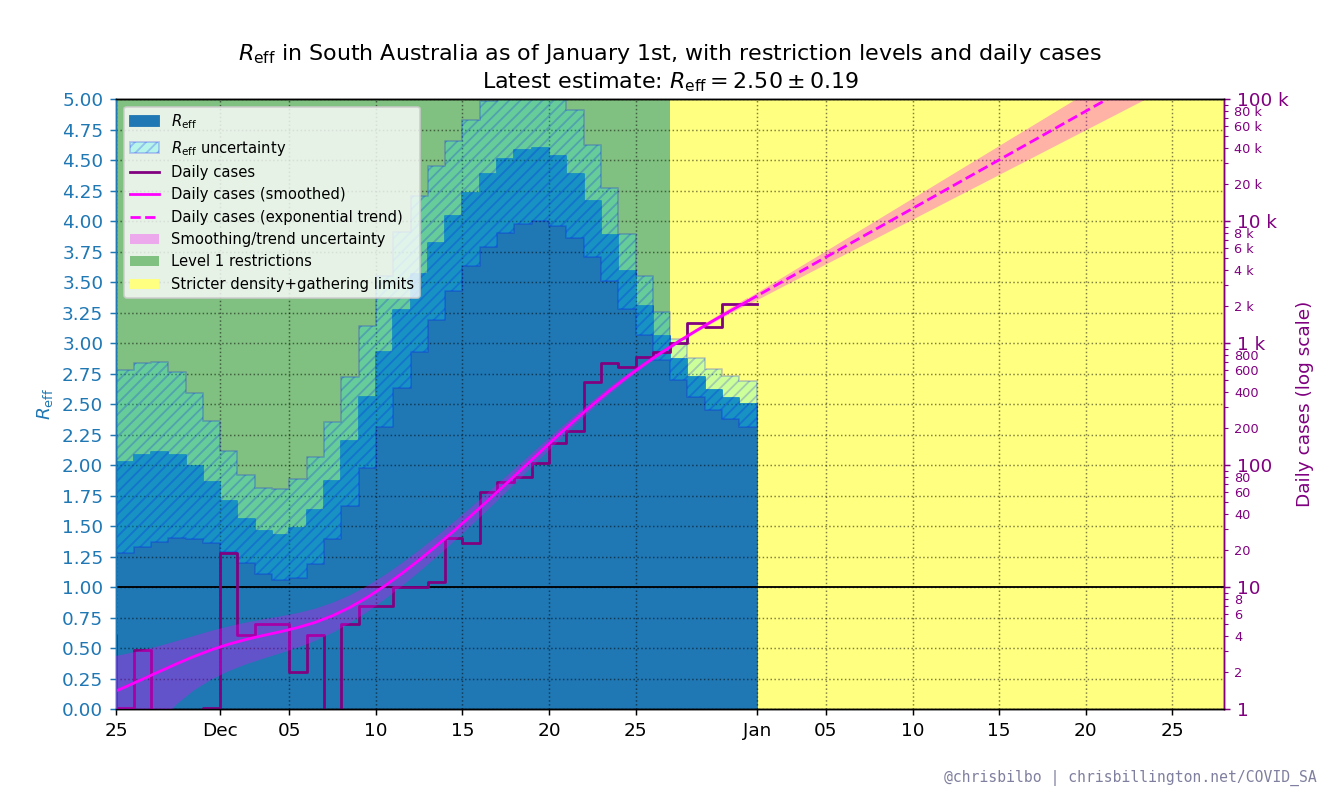 Reff in South Australia as of January 1st, with restriction levels and daily cases
Latest estimate: Reff = 2.50 ± 0.19
Reff
Reff uncertainty
Daily cases
Daily cases (smoothed)
Daily cases (exponential trend)
Smoothing/trend uncertainty
Level 1 restrictions
Stricter density+gathering limits
5.00
4.75
4.50
4.25
4.00
3.75
3.50
3.25
3.00
2.75
2.50
2.25
2.00
1.75
1.50
1.25
1.00
0.75
0.50
0.25
0.00
Reff
100 k
80 k
60 k
40 k
20 k
10 k
8 k
6 k
4 k
2 k
1 k
800
600
400
200
100
80
60
40
20
10
8
6
4
2
1
Daily cases (log scale)
25 Dec 05 10 15 20 25 Jan 05 10 15 20 25
@chrisbilbo | chrisbillington.net/COVID_SA